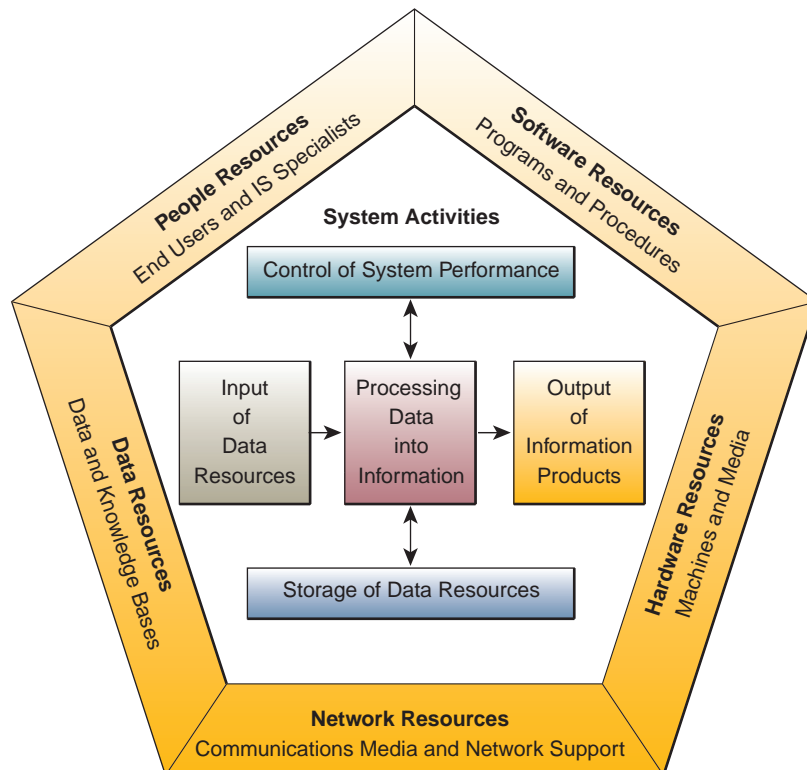 People Resources
End Users and IS Specialists
Software Resources
Programs and Procedures
System Activities
Control of System Performance
Input
of
Data
Resources
Processing
Data
into
Information
Output
of
Information
Products
Storage of Data Resources
Data Resources
Data and Knowledge Bases
Hardware Resources
Machines and Media
Network Resources
Communications Media and Network Support